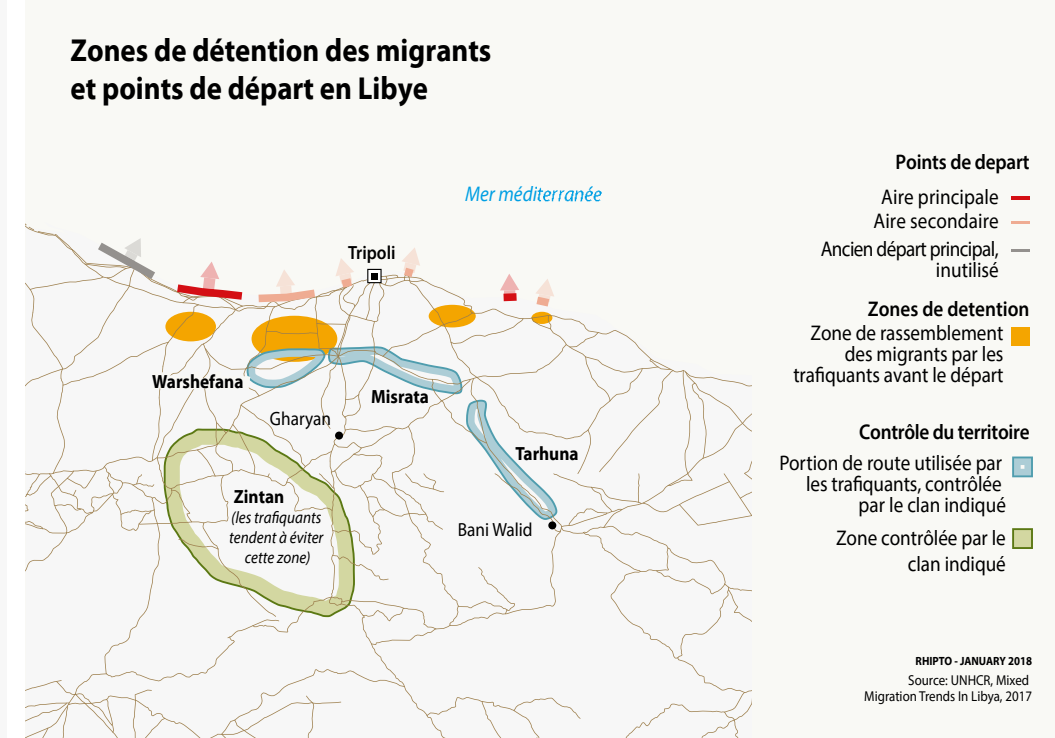 Zones de détention des migrants
et points de départ en Libye
Mer méditerranée
Tripoli
Warshefana
Misrata
Gharyan
Tarhuna
Zintan
(les trafiquants
tendent à éviter
cette zone)
Bani Walid
Points de depart
Aire principale
Aire secondaire
Ancien départ principal,
inutilisé
Zones de detention
Zone de rassemblement
des migrants par les
trafiquants avant le départ
Contrôle du territoire
Portion de route utilisée par
les trafiquants, contrôlée
par le clan indiqué
Zone contrôlée par le
clan indiqué
RHIPTO - JANUARY 2018
Source: UNHCR, Mixed
Migration Trends In Libya, 2017